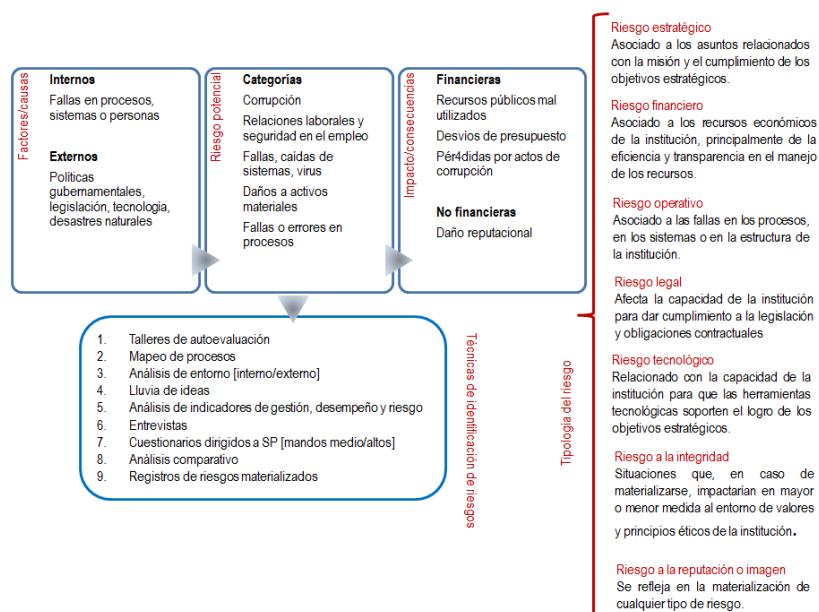 Factores/causas
Internos
Fallas en procesos,
sistemas o personas
Externos
Políticas
gubernamentales,
legislación, tecnología,
desastres naturales
Riesgo potencial
Categorías
Corrupción
Relaciones laborales y
seguridad en el empleo
Fallas, caídas de
sistemas, virus
Daños a activos
materiales
Fallas o errores en
procesos
Impacto/consecuencias
Financieras
Recursos públicos mal
utilizados
Desvíos de presupuesto
Pér4didas por actos de
corrupción
No financieras
Daño reputacional
1. Talleres de autoevaluación
2. Mapeo de procesos
3. Análisis de entorno [interno/externo]
4. Lluvia de ideas
5. Análisis de indicadores de gestión, desempeño y riesgo
6. Entrevistas
7. Cuestionarios dirigidos a SP [mandos medio/altos]
8. Análisis comparativo
9. Registros de riesgos materializados
Técnicas de identificación de
riesgos
Tipología del riesgo
Riesgo estratégico
Asociado a los asuntos relacionados
con la misión y el cumplimiento de los
objetivos estratégicos.
Riesgo financiero
Asociado a los recursos económicos
de la institución, principalmente de la
eficiencia y transparencia en el manejo
de los recursos.
Riesgo operativo
Asociado a las fallas en los procesos,
en los sistemas o en la estructura de
la institución.
Riesgo legal
Afecta la capacidad de la institución
para dar cumplimiento a la legislación
y obligaciones contractuales
Riesgo tecnológico
Relacionado con la capacidad de la
institución para que las herramientas
tecnológicas soporten el logro de los
objetivos estratégicos.
Riesgo a la integridad
Situaciones que, en caso de
materializarse, impactarían en mayor
o menor medida al entorno de valores
y principios éticos de la institución.
Riesgo a la reputación o imagen
Se refleja en la materialización de
cualquier tipo de riesgo.